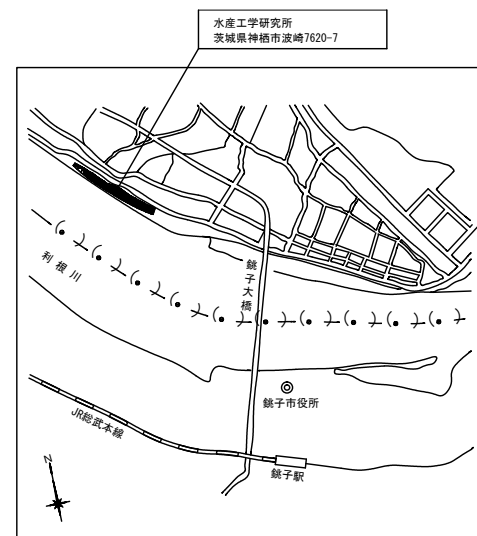 水産工学研究所
茨城県神栖市波崎7620-7
利根川
銚子大橋
銚子市役所
JR総武本線
銚子駅
N